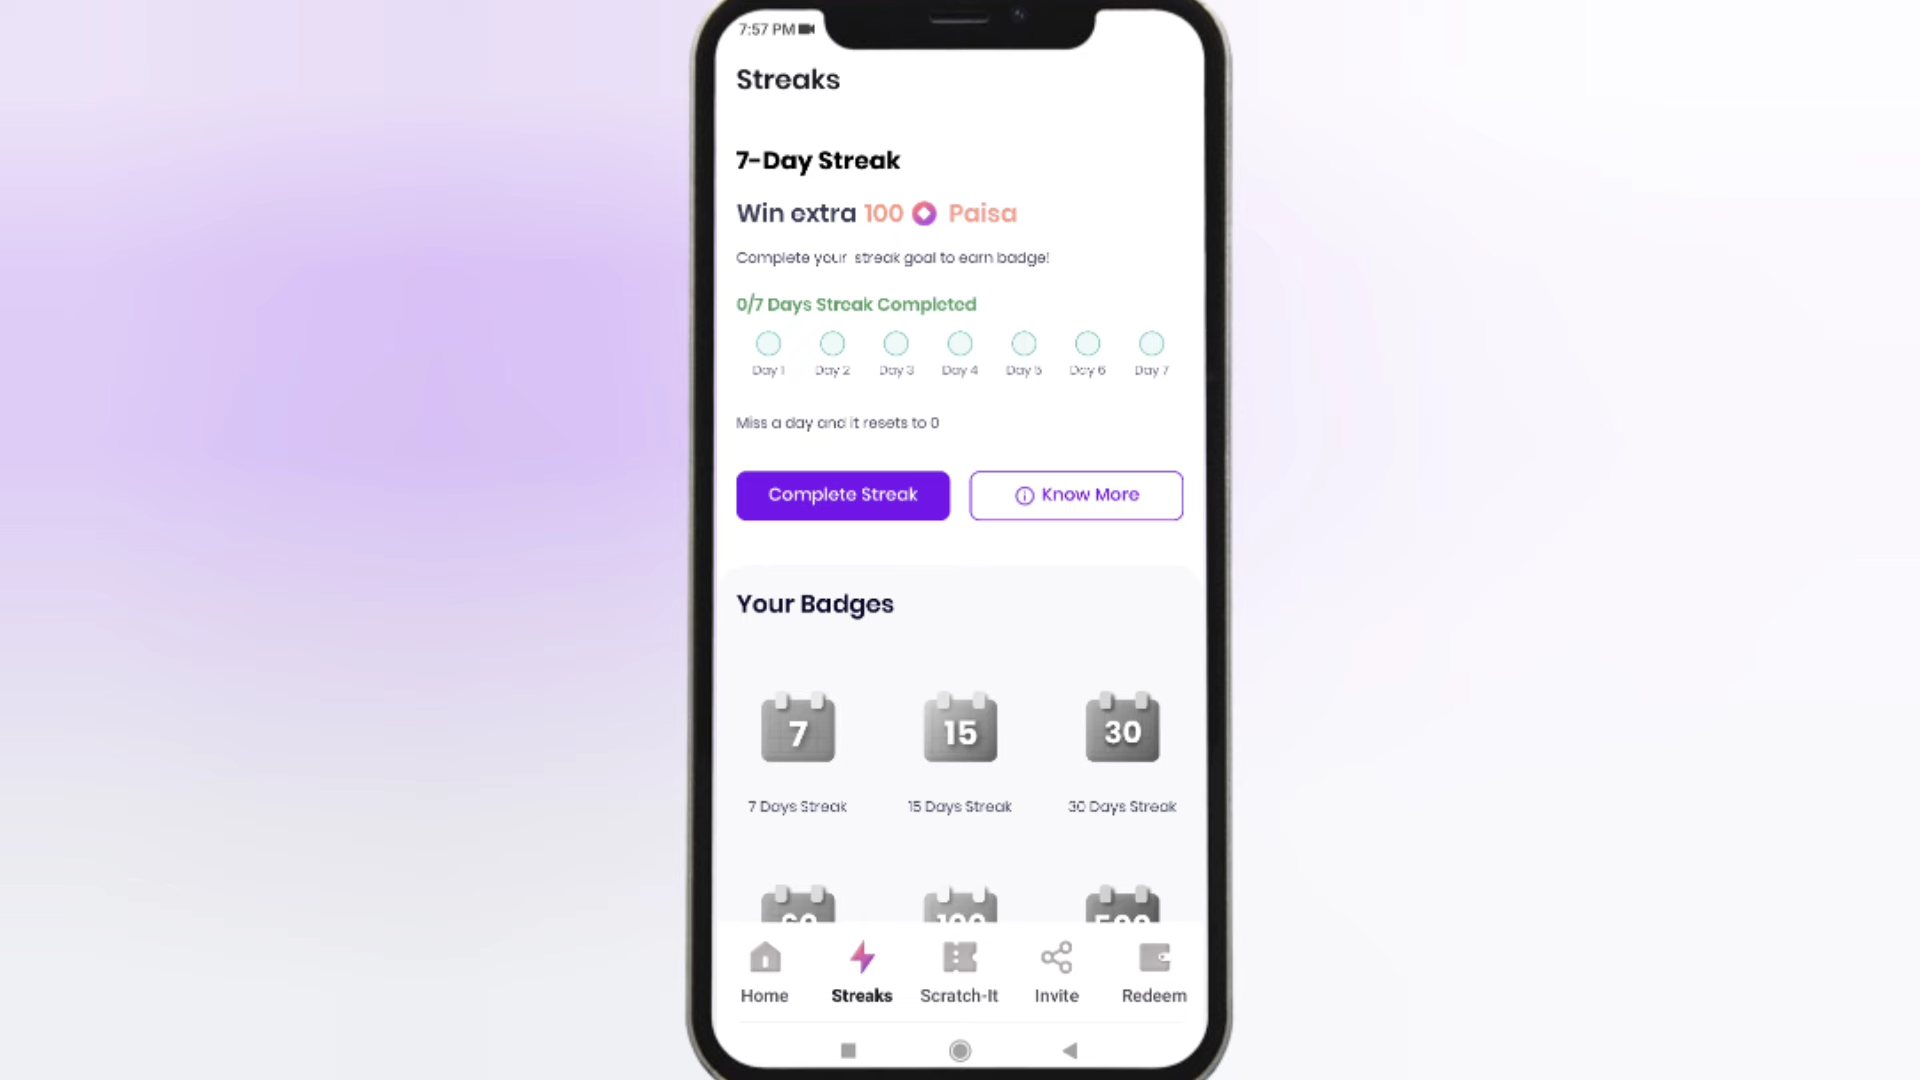 7:57 PM
Streaks
7-Day Streak
Win extra 100 Paisa
Complete your streak goal to earn badge!
0/7 Days Streak Completed
Day 1 Day 2 Day 3 Day 4 Day 5 Day 6 Day 7
Miss a day and it resets to 0
Complete Streak Know More
Your Badges
7 15 30
7 Days Streak 15 Days Streak 30 Days Streak
60 100 500
Home Streaks Scratch-It Invite Redeem